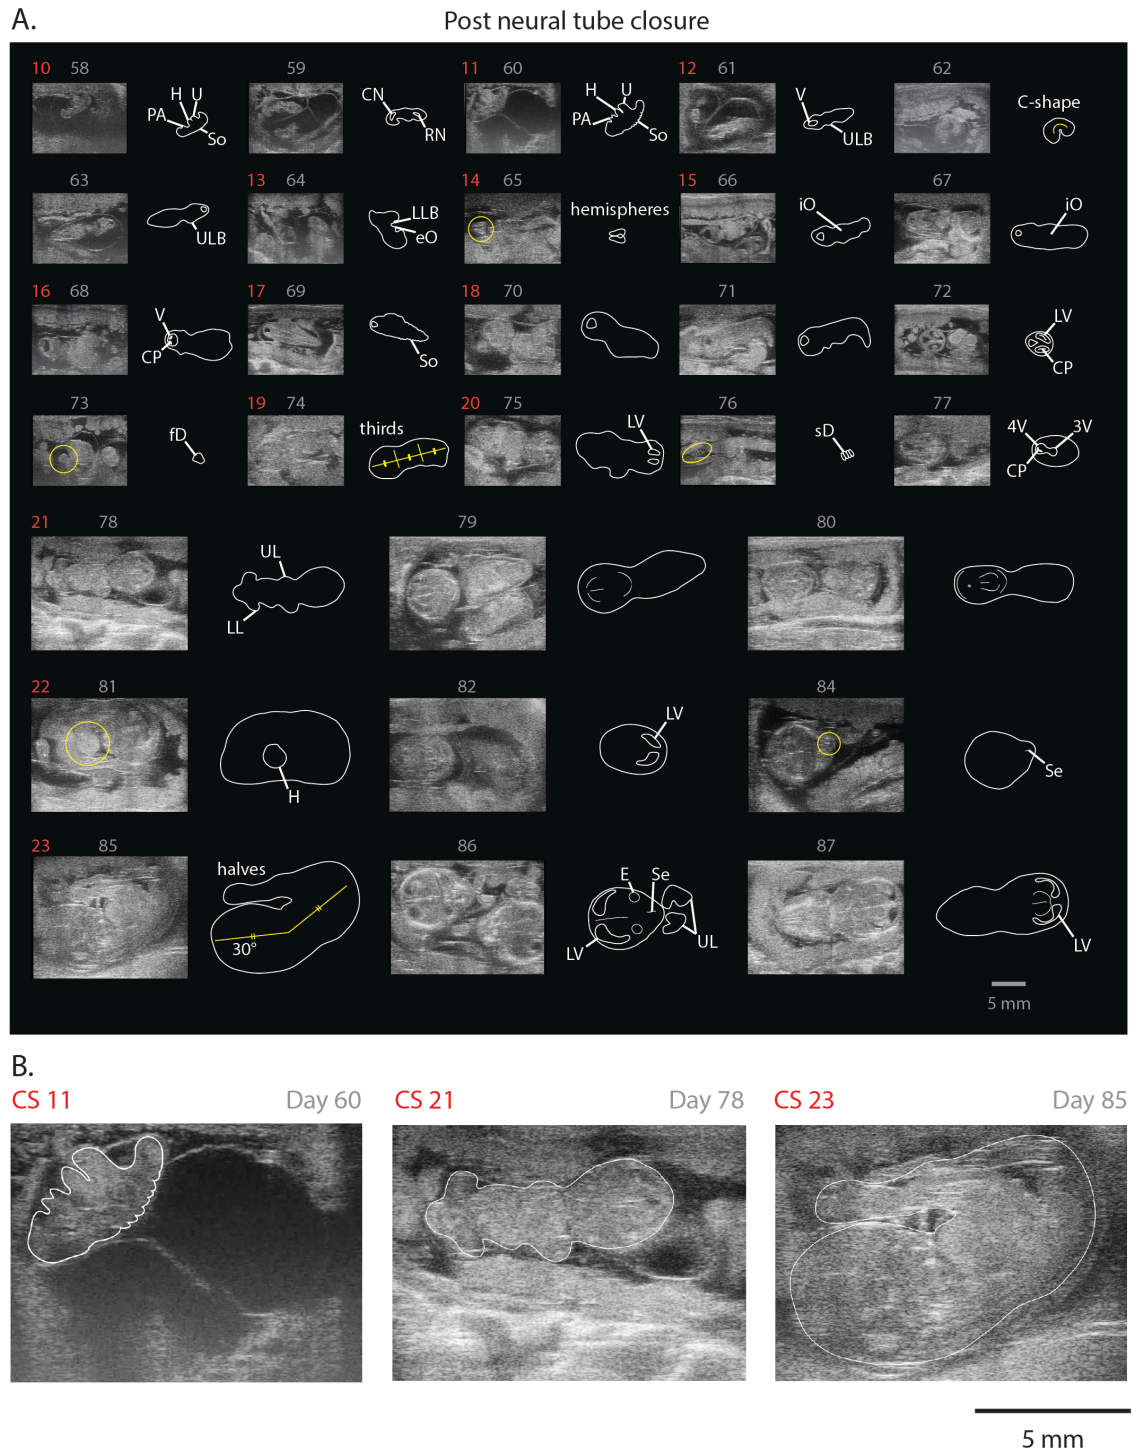 A.
Post neural tube closure
10 58 59 11 60 12 61 62
H U
PA
So
CN
RN
H U
PA
So
V
ULB
C-shape
63 13 64 14 65 15 66 67
ULB
LLB
eO
hemispheres
iO
iO
16 68 17 69 18 70 71 72
V
CP
So
LV
CP
73 19 74 20 75 76 77
fD
thirds
LV
sD
4V 3V
CP
21 78 79 80
UL
LL
22 81 82 84
H
LV
Se
23 85 86 87
halves
30°
E Se
LV
UL
LV
5 mm
B.
CS 11 Day 60 CS 21 Day 78 CS 23 Day 85
5 mm